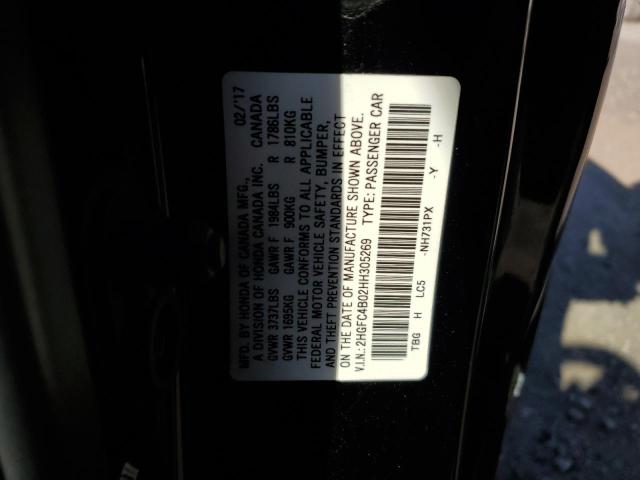 MFD. BY HONDA OF CANADA MFG., 02/'17
A DIVISION OF HONDA CANADA INC. CANADA
GVWR 3737LBS GAWR F 1984LBS R 1786LBS
GVWR 1695KG GAWR F 900KG R 810KG
THIS VEHICLE CONFORMS TO ALL APPLICABLE
FEDERAL MOTOR VEHICLE SAFETY, BUMPER,
AND THEFT PREVENTION STANDARDS IN EFFECT
ON THE DATE OF MANUFACTURE SHOWN ABOVE.
V.I.N.: 2HGFC4B02HH305269 TYPE: PASSENGER CAR
-NH731PX -Y -H
TBG H LC5